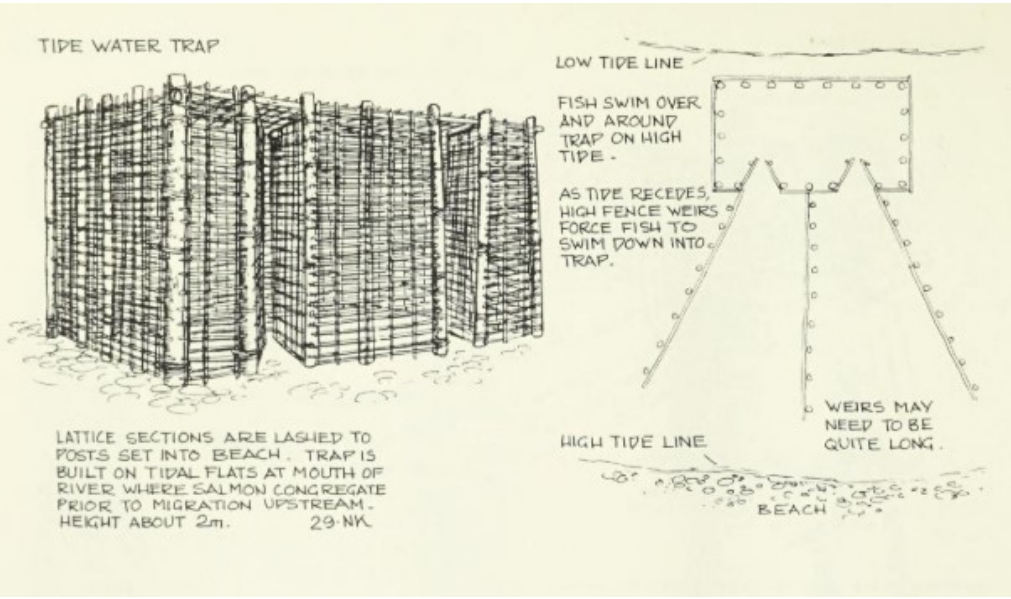 TIDE WATER TRAP
LATTICE SECTIONS ARE LASHED TO
POSTS SET INTO BEACH. TRAP IS
BUILT ON TIDAL FLATS AT MOUTH OF
RIVER WHERE SALMON CONGREGATE
PRIOR TO MIGRATION UPSTREAM.
HEIGHT ABOUT 2m. 29·NK
LOW TIDE LINE
FISH SWIM OVER
AND AROUND
TRAP ON HIGH
TIDE.
AS TIDE RECEDES,
HIGH FENCE WEIRS
FORCE FISH TO
SWIM DOWN INTO
TRAP.
WEIRS MAY
NEED TO BE
QUITE LONG.
HIGH TIDE LINE
BEACH